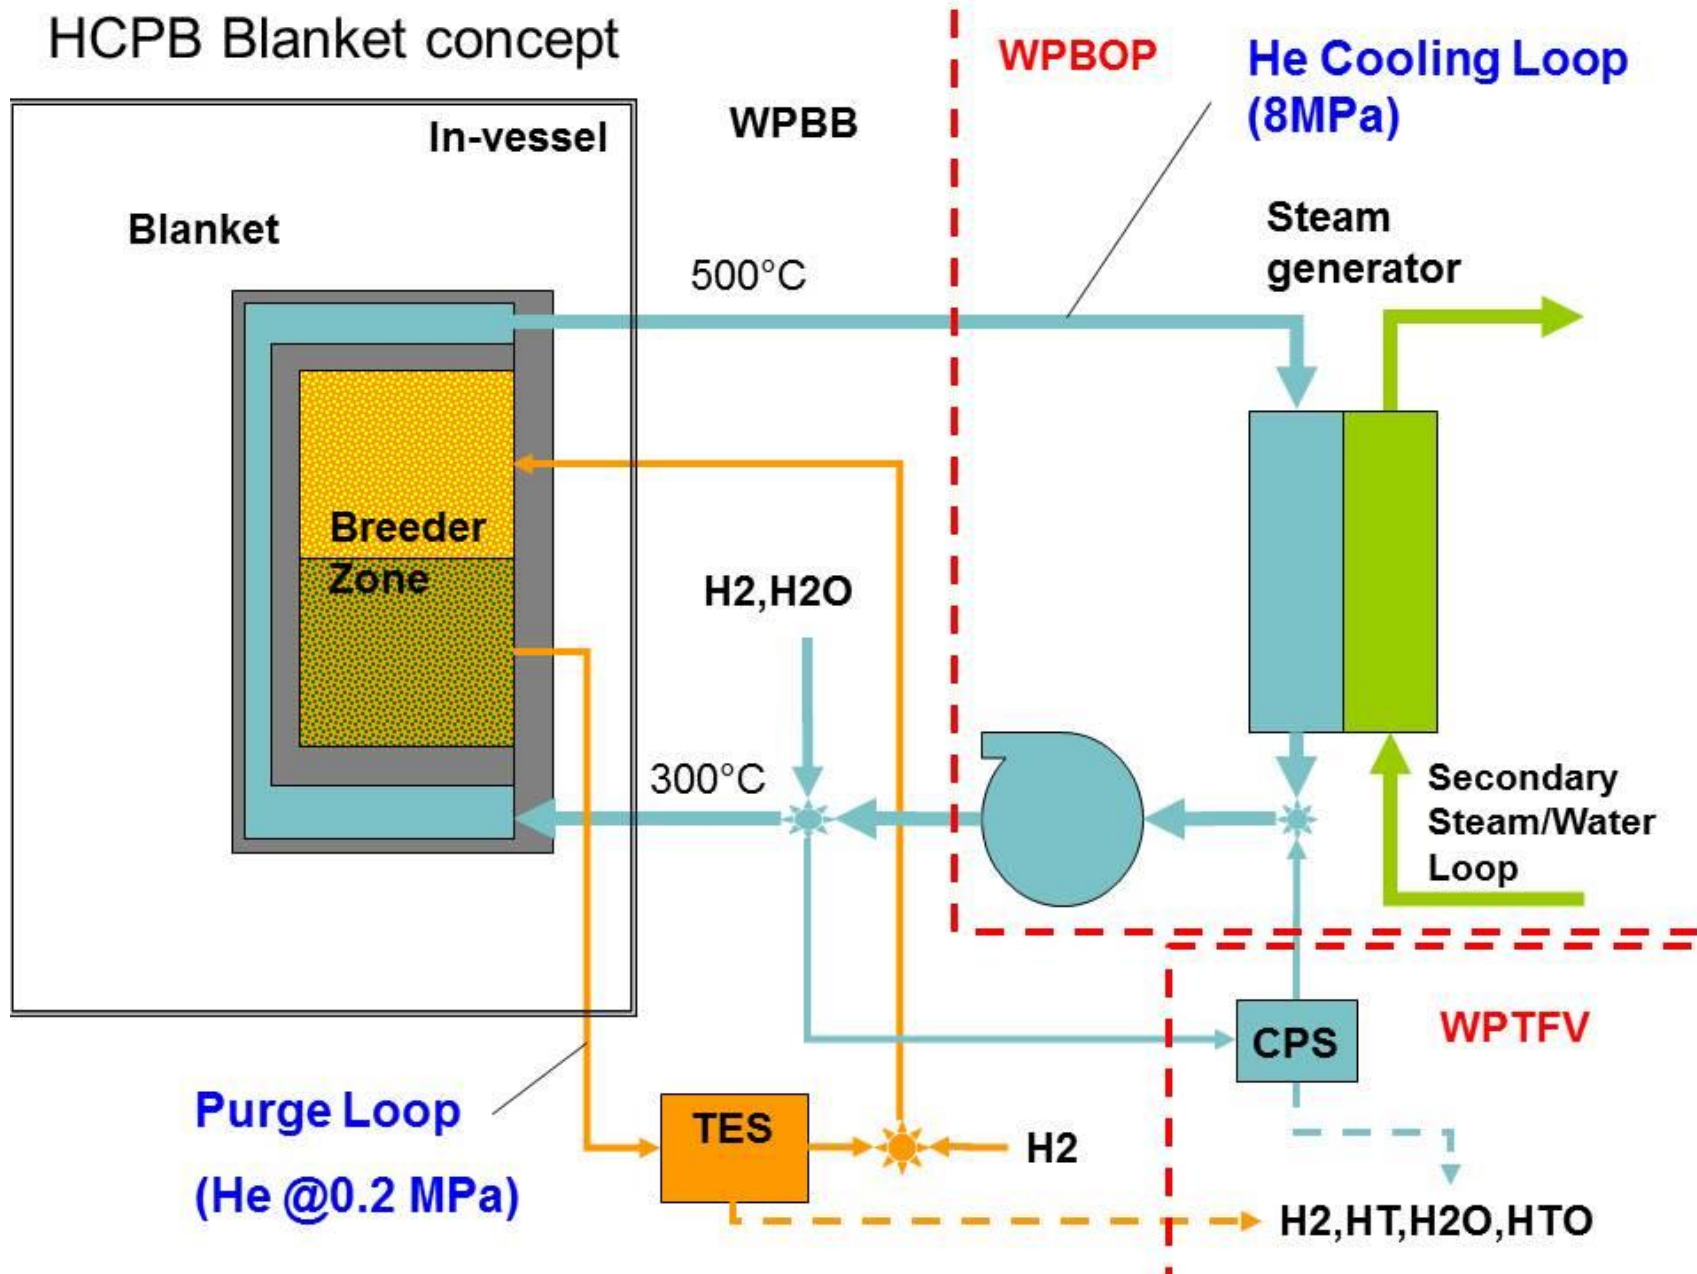 HCPB Blanket concept
WPBOP
He Cooling Loop
(8MPa)
WPBB
In-vessel
Blanket
Steam
generator
500°C
Breeder
Zone
H2,H2O
300°C
Secondary
Steam/Water
Loop
CPS
WPTFV
Purge Loop
(He @0.2 MPa)
TES
H2
H2,HT,H2O,HTO